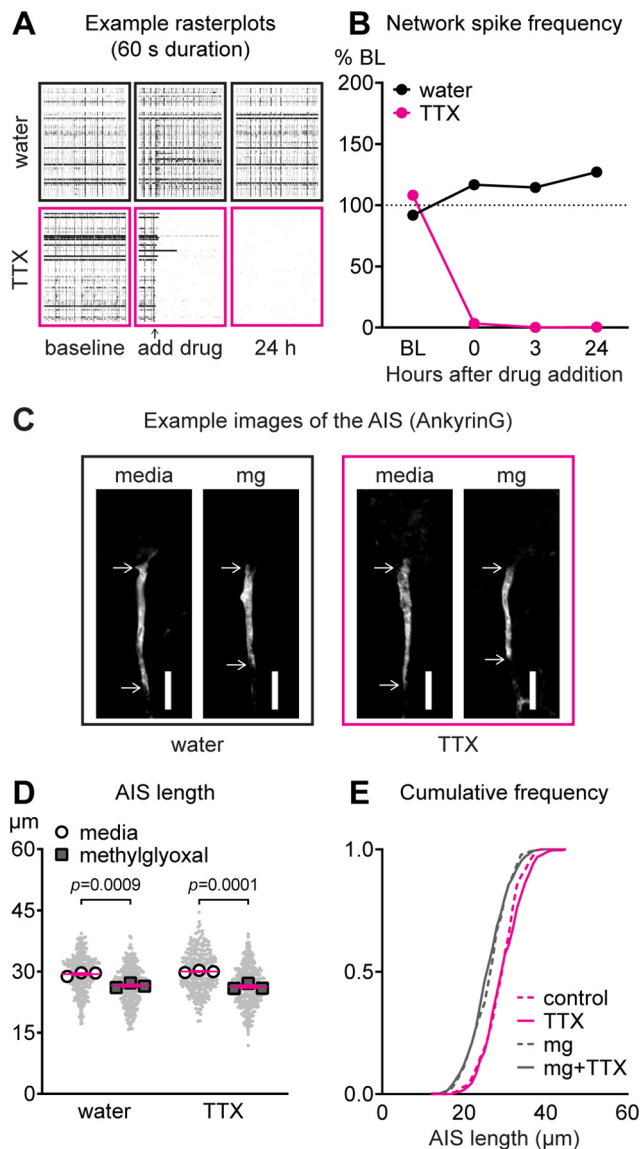 A
Example rasterplots
(60 s duration)
water
TTX
baseline
add drug
24 h
B
Network spike frequency
% BL
200
150
100
50
0
water
TTX
BL
0
3
24
Hours after drug addition
C
Example images of the AIS (AnkyrinG)
media
mg
media
mg
water
TTX
D
AIS length
µm
60
45
30
15
0
media
methylglyoxal
p=0.0009
p=0.0001
water
TTX
E
Cumulative frequency
1.0
0.5
0.0
control
TTX
mg
mg+TTX
0
20
40
60
AIS length (µm)